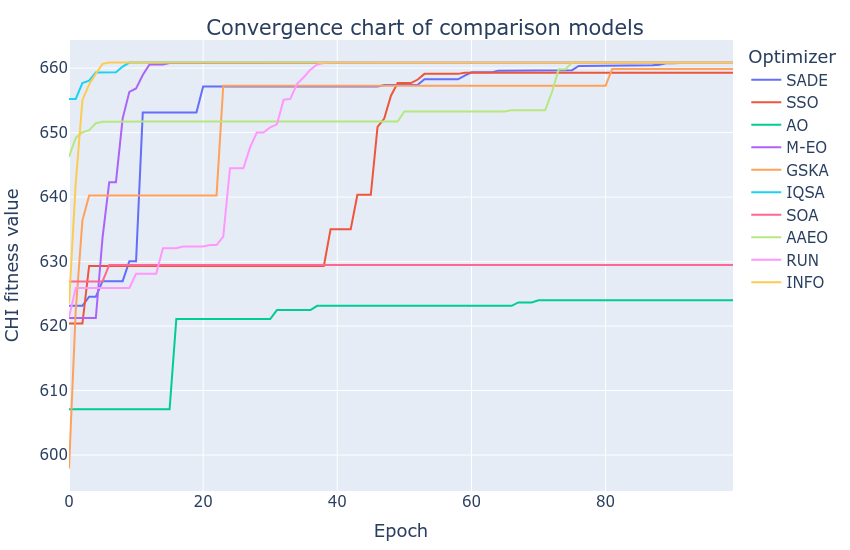 Convergence chart of comparison models
CHI fitness value
660
650
640
630
620
610
600
0
20
40
60
80
Epoch
Optimizer
SADE
SSO
AO
M-EO
GSKA
IQSA
SOA
AAEO
RUN
INFO